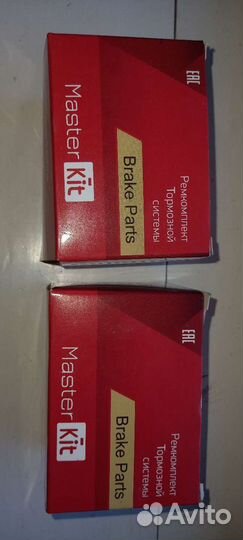 Master Kit
Brake Parts
EAC
Ремкомплект
Тормозной
системы
Master Kit
Brake Parts
EAC
Ремкомплект
Тормозной
системы
Avito